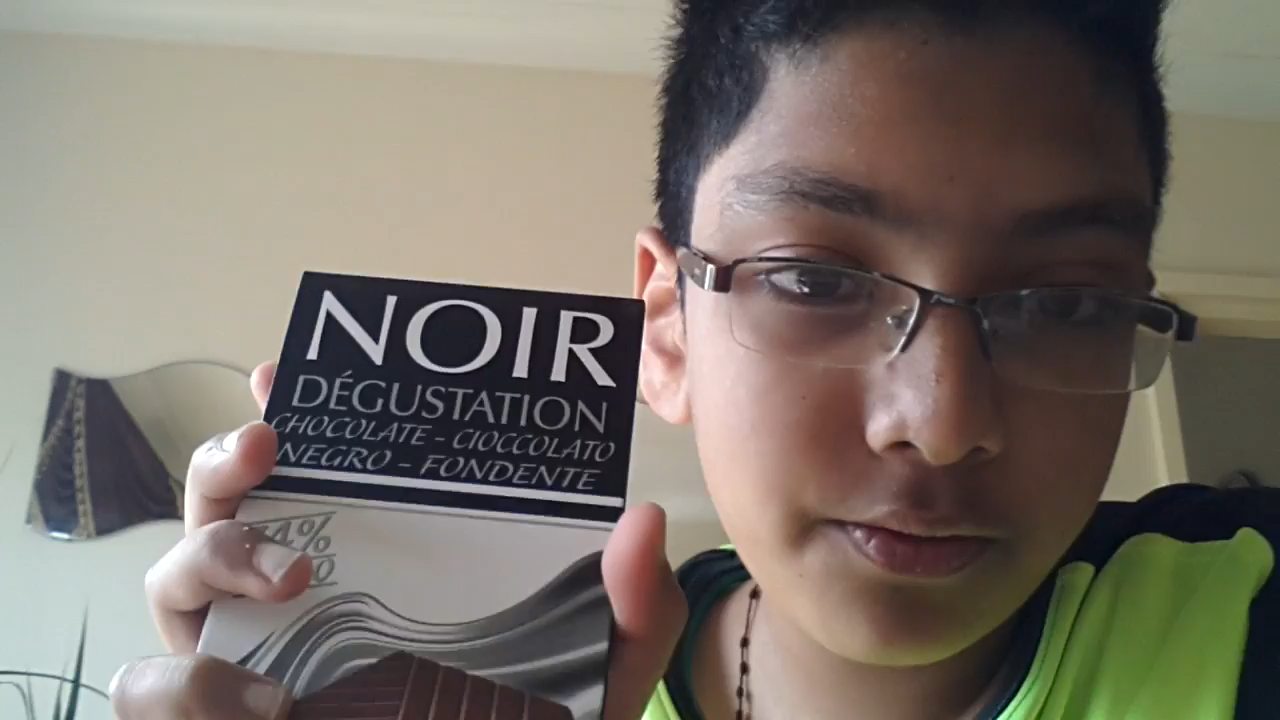 NOIR
DÉGUSTATION
CHOCOLATE - CIOCCOLATO
NEGRO - FONDENTE